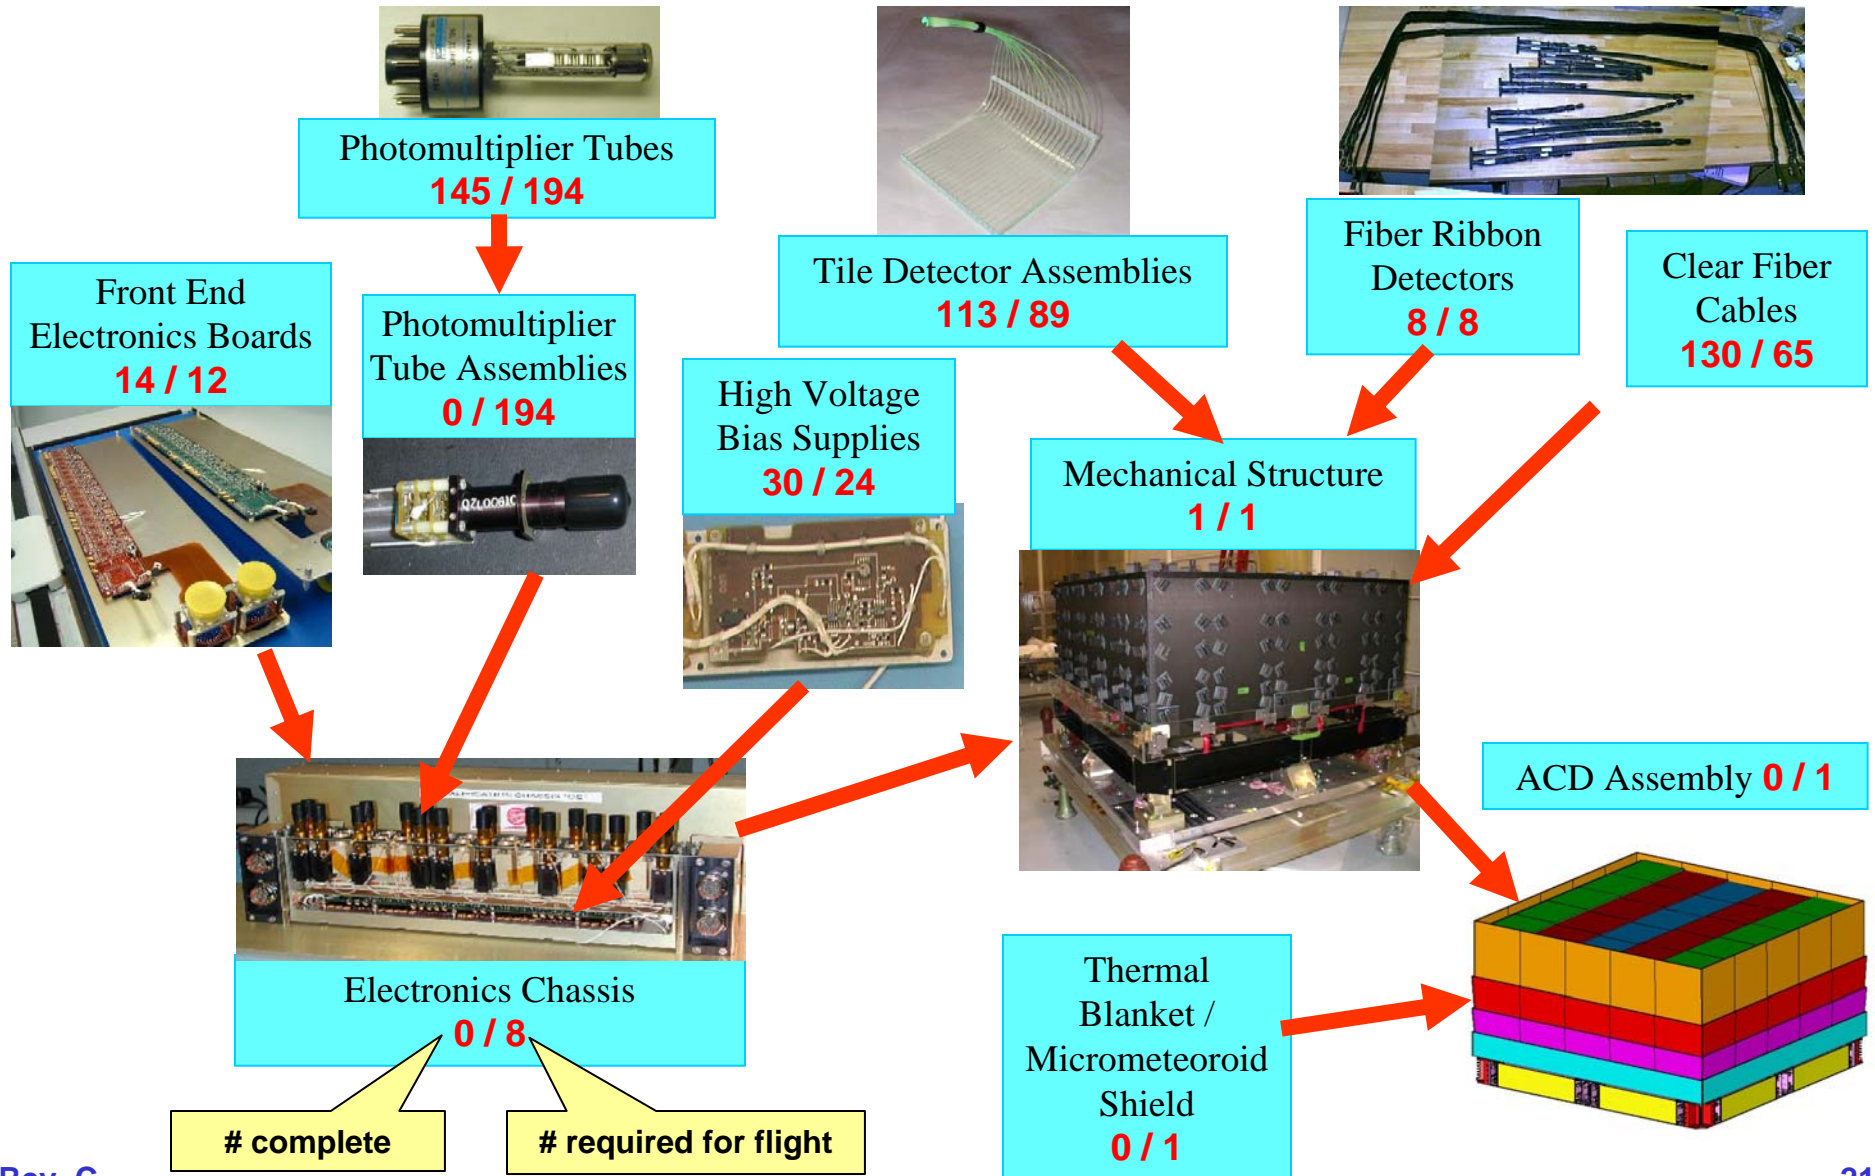 Photomultiplier Tubes
145 / 194
Tile Detector Assemblies
113 / 89
Fiber Ribbon
Detectors
8 / 8
Clear Fiber
Cables
130 / 65
Front End
Electronics Boards
14 / 12
Photomultiplier
Tube Assemblies
0 / 194
QZL0061C
High Voltage
Bias Supplies
30 / 24
Mechanical Structure
1 / 1
ACD Assembly 0 / 1
Electronics Chassis
0 / 8
# complete
# required for flight
Thermal
Blanket /
Micrometeoroid
Shield
0 / 1